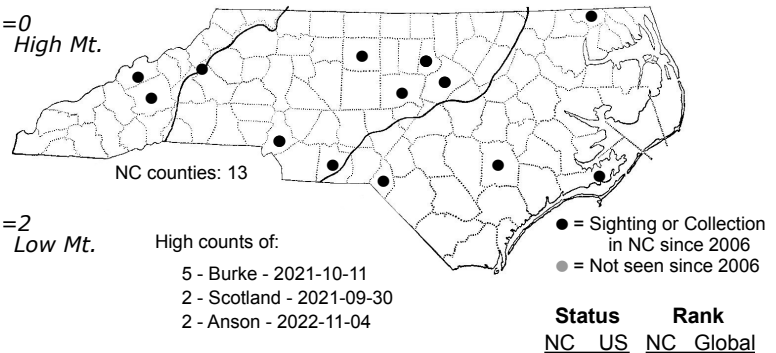 =0
High Mt.
NC counties: 13
=2
Low Mt.
High counts of:
5 - Burke - 2021-10-11
2 - Scotland - 2021-09-30
2 - Anson - 2022-11-04
● = Sighting or Collection
in NC since 2006
● = Not seen since 2006
Status Rank
NC US NC Global